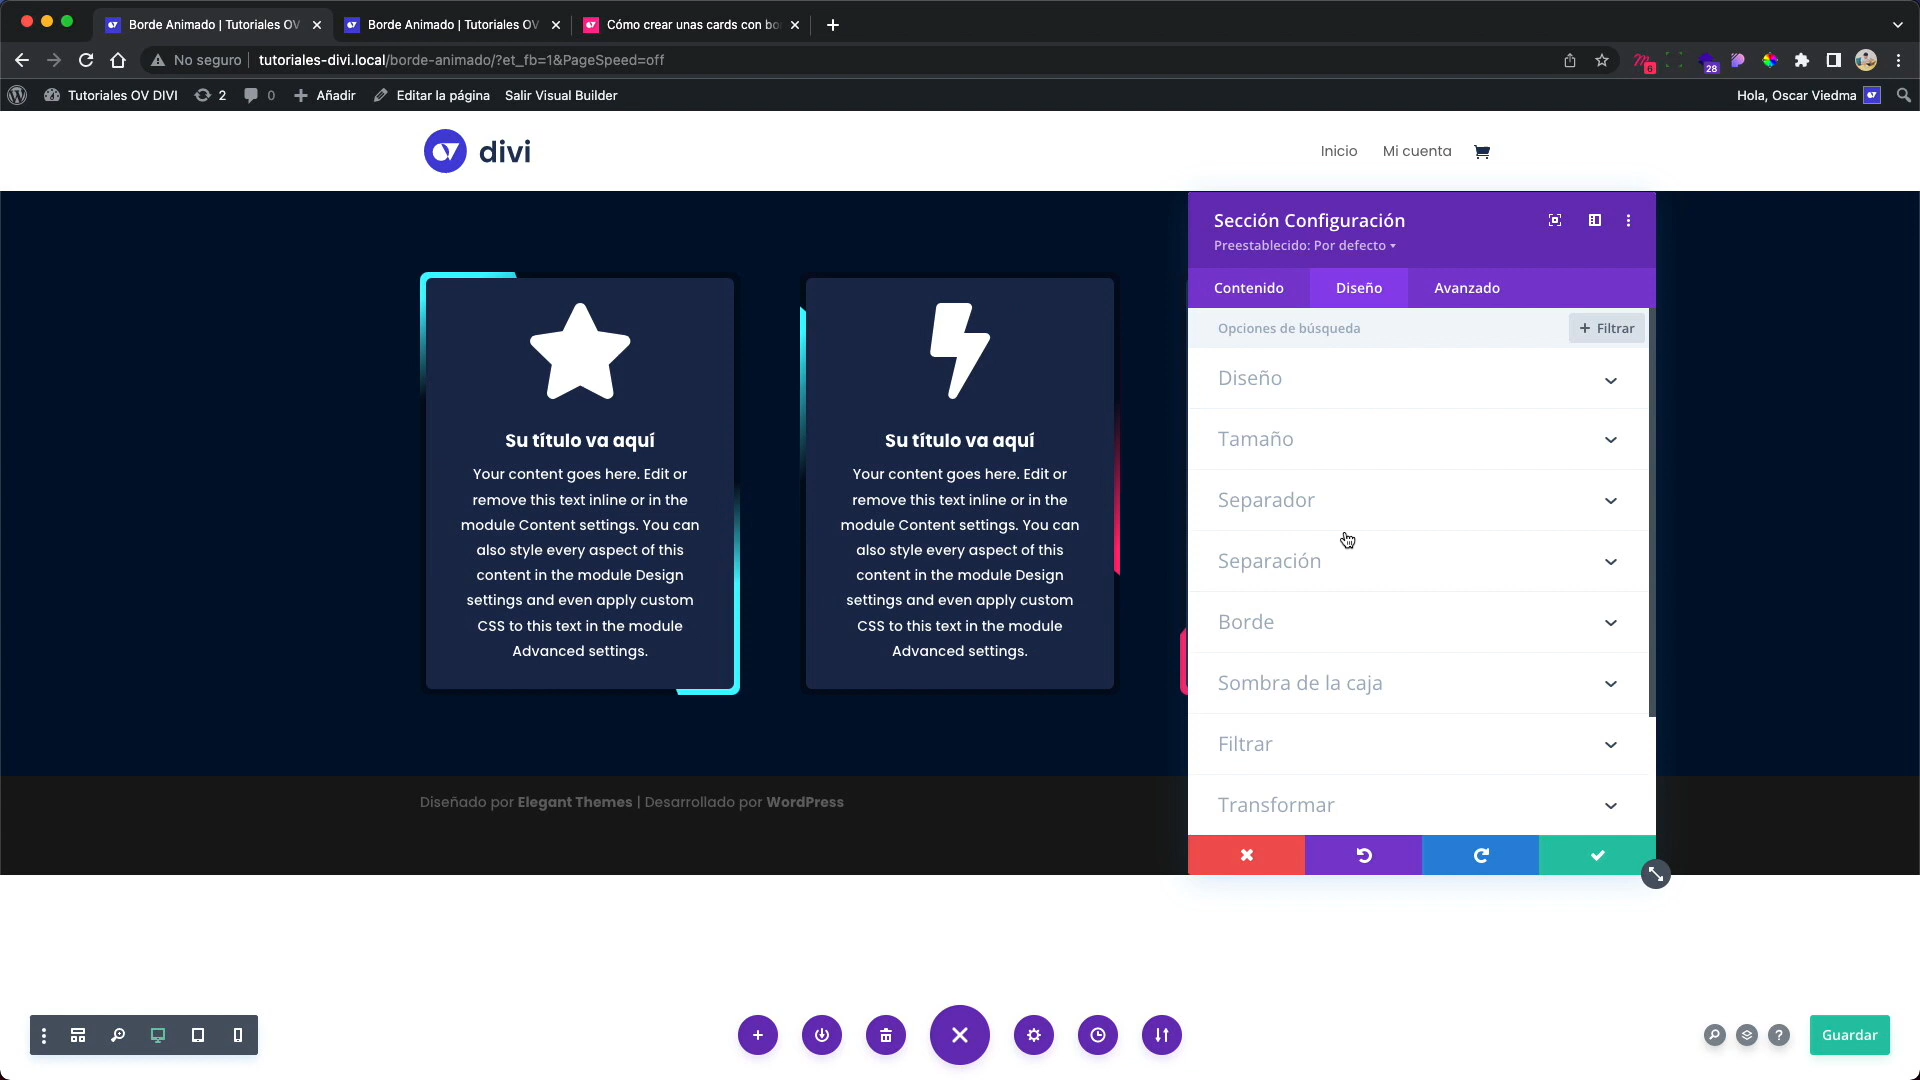 Borde Animado | Tutoriales OV
Borde Animado | Tutoriales OV
Cómo crear unas cards con bo
No seguro
tutoriales-divi.local/borde-animado/?et_fb=1&PageSpeed=off
6
28
Tutoriales OV DIVI
2
0
Añadir
Editar la página
Salir Visual Builder
Hola, Oscar Viedma
divi
Inicio
Mi cuenta
Su título va aquí
Your content goes here. Edit or
remove this text inline or in the
module Content settings. You can
also style every aspect of this
content in the module Design
settings and even apply custom
CSS to this text in the module
Advanced settings.
Su título va aquí
Your content goes here. Edit or
remove this text inline or in the
module Content settings. You can
also style every aspect of this
content in the module Design
settings and even apply custom
CSS to this text in the module
Advanced settings.
Sección Configuración
Preestablecido: Por defecto
Contenido
Diseño
Avanzado
Opciones de búsqueda
+ Filtrar
Diseño
Tamaño
Separador
Separación
Borde
Sombra de la caja
Filtrar
Transformar
Diseñado por Elegant Themes | Desarrollado por WordPress
?
Guardar